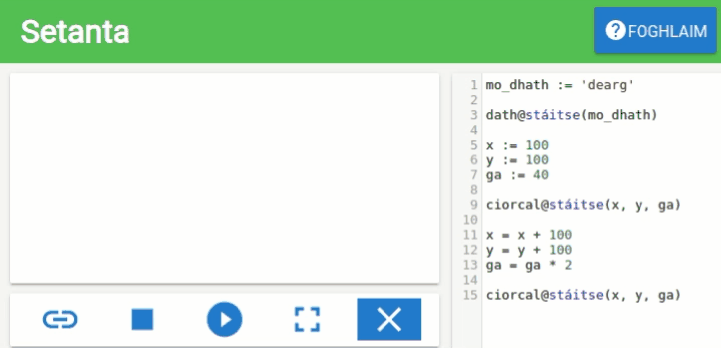 Setanta
? FOGHLAIM
1 mo_dhath := 'dearg'
2
3 dath@stáitse(mo_dhath)
4
5 x := 100
6 y := 100
7 ga := 40
8
9 ciorcal@stáitse(x, y, ga)
10
11 x = x + 100
12 y = y + 100
13 ga = ga * 2
14
15 ciorcal@stáitse(x, y, ga)